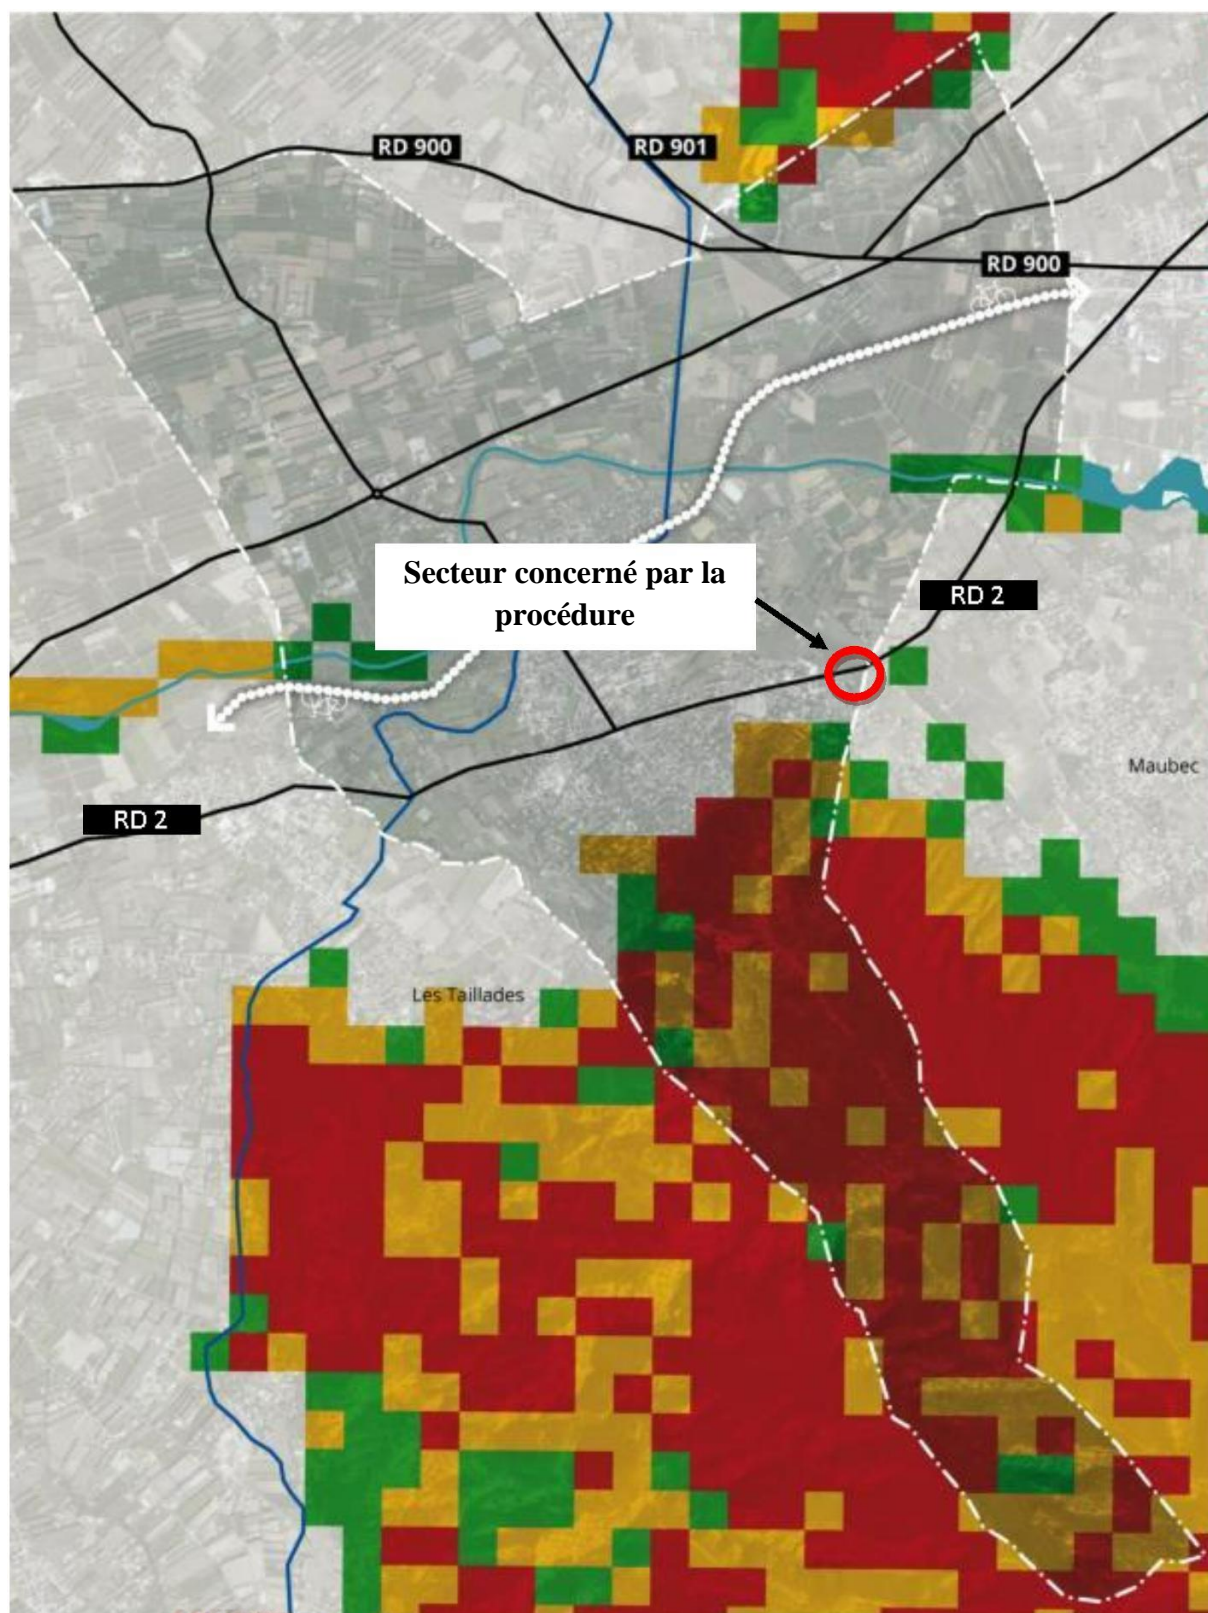 RD 900
RD 901
RD 900
Secteur concerné par la
procédure
RD 2
Maubec
RD 2
Les Taillades